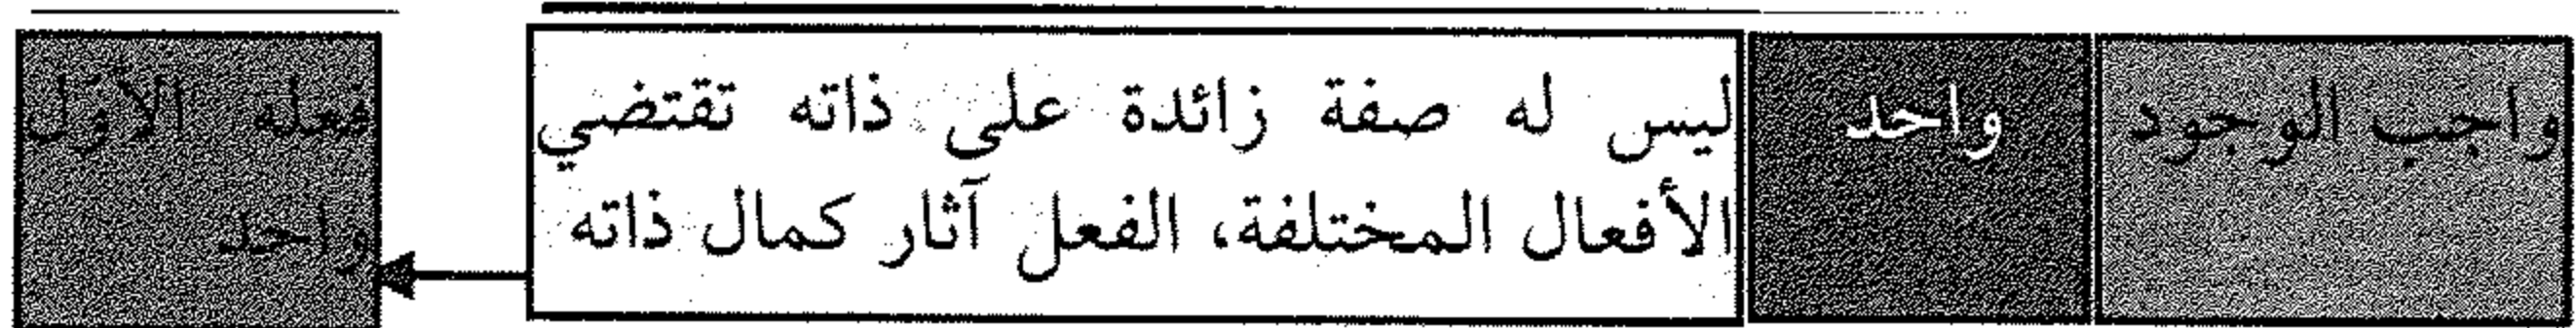 واجب الوجود
واحد
ليس له صفة زائدة على ذاته تقتضي
الأفعال المختلفة، الفعل آثار كمال ذاته
فعله الأول
واحد